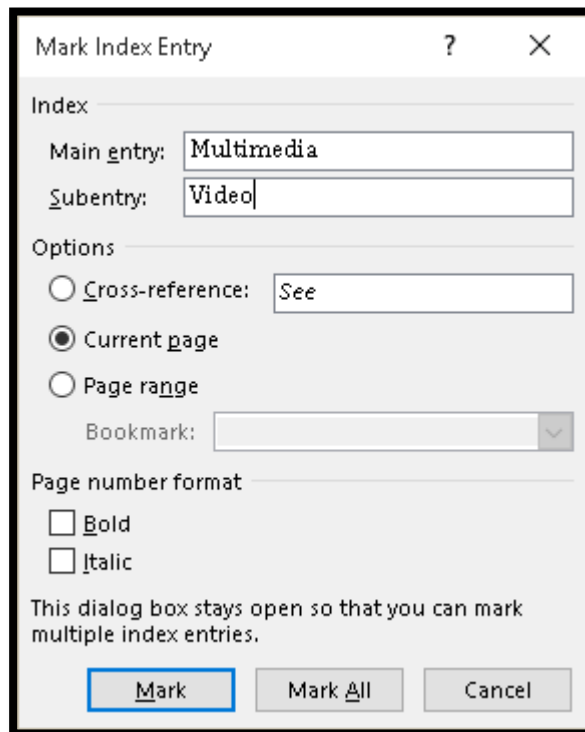 Mark Index Entry ?
Index
Main entry: Multimedia
Subentry: Video
Options
Cross-reference: See
Current page
Page range
Bookmark:
Page number format
Bold
Italic
This dialog box stays open so that you can mark
multiple index entries.
Mark Mark All Cancel